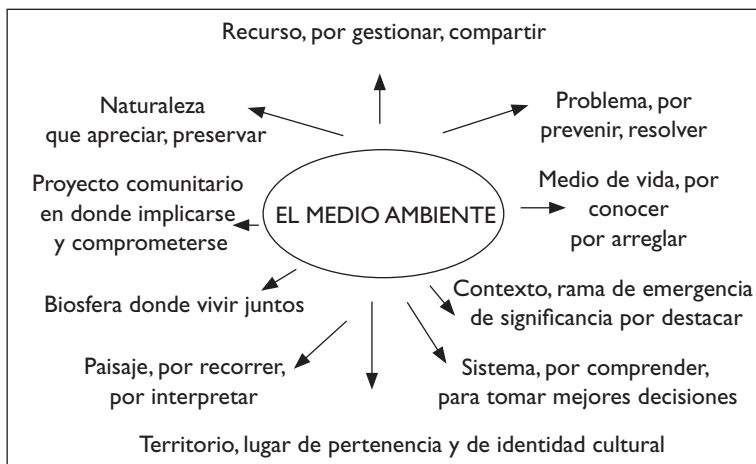 Recurso, por gestionar, compartir
Naturaleza
que apreciar, preservar
Problema, por
prevenir, resolver
Proyecto comunitario
en donde implicarse
y comprometerse
EL MEDIO AMBIENTE
Medio de vida, por
conocer
por arreglar
Biosfera donde vivir juntos
Contexto, rama de emergencia
de significancia por destacar
Paisaje, por recorrer,
por interpretar
Sistema, por comprender,
para tomar mejores decisiones
Territorio, lugar de pertenencia y de identidad cultural